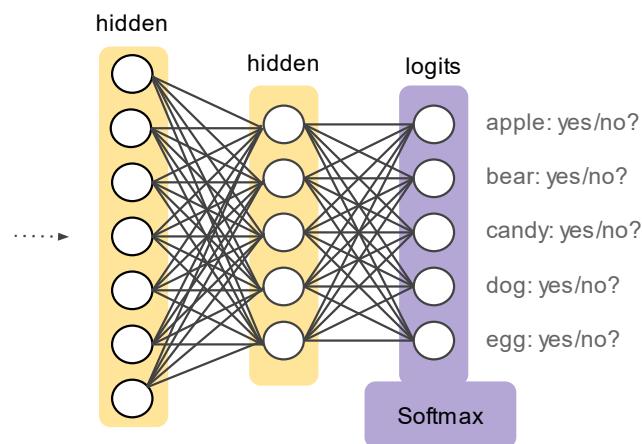 hidden
hidden
logits
apple: yes/no?
bear: yes/no?
candy: yes/no?
dog: yes/no?
egg: yes/no?
Softmax